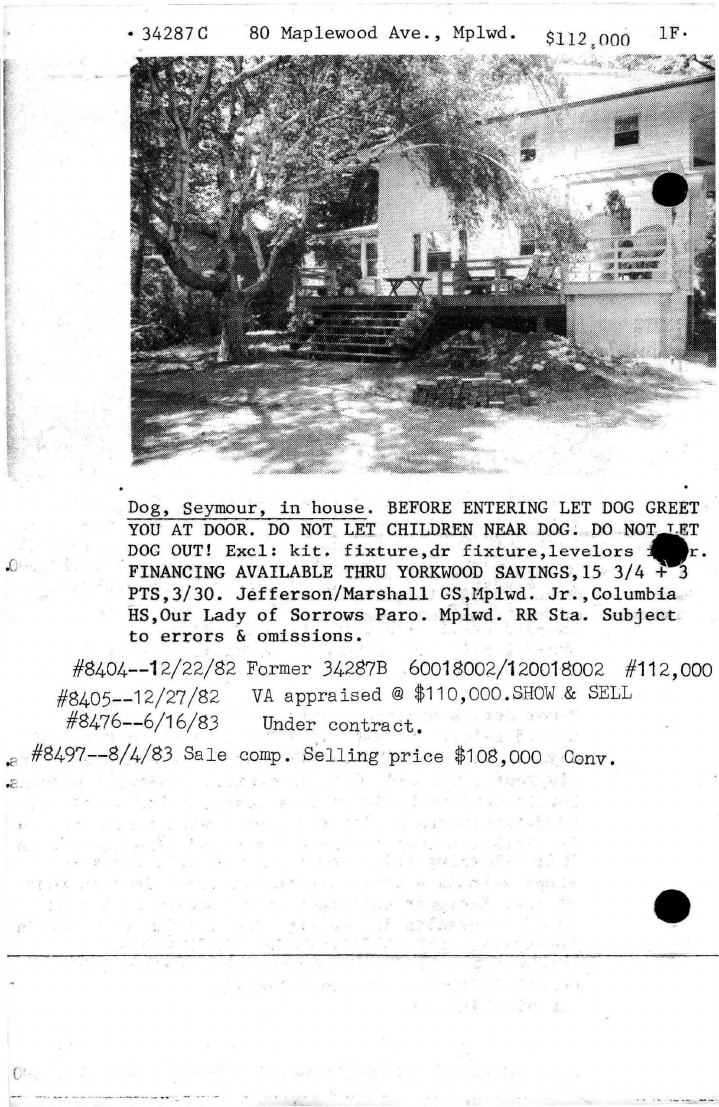 34287C 80 Maplewood Ave., Mplwd. $112,000 1F
Dog, Seymour, in house. BEFORE ENTERING LET DOG GREET
YOU AT DOOR. DO NOT LET CHILDREN NEAR DOG. DO NOT LET
DOG OUT! Excl: kit. fixture,dr fixture,levelors
FINANCING AVAILABLE THRU YORKWOOD SAVINGS,15 3/4 + 3
PTS,3/30. Jefferson/Marshall GS,Mplwd. Jr.,Columbia
HS,Our Lady of Sorrows Paro. Mplwd. RR Sta. Subject
to errors & omissions.
#8404--12/22/82 Former 34287B 60018002/120018002 #112,000
#8405--12/27/82 VA appraised @ $110,000.SHOW & SELL
#8476--6/16/83 Under contract.
#8497--8/4/83 Sale comp. Selling price $108,000 Conv.